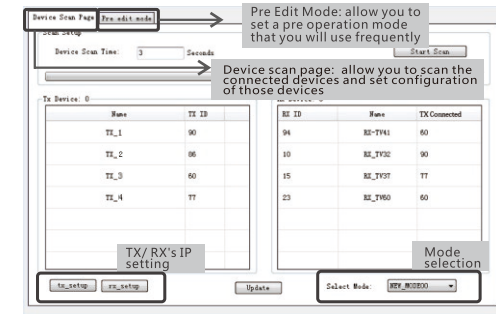 Device Scan Page Pre edit mode
Pre Edit Mode: allow you to
set a pre operation mode
that you will use frequently
Scan Setup
Device Scan Time: 3 Seconds
Start Scan
Device scan page: allow you to scan the
connected devices and set configuration
of those devices
Tx Device: 0
Name TX ID
TX_1 90
TX_2 86
TX_3 60
TX_4 77
RX ID Name TX Connected
94 RX-TV41 60
10 RX_TV32 90
15 RX_TV37 77
23 RX_TV60 60
TX/ RX's IP
setting
Mode
selection
tx_setup rx_setup Update Select Mode: NEW_MODE00